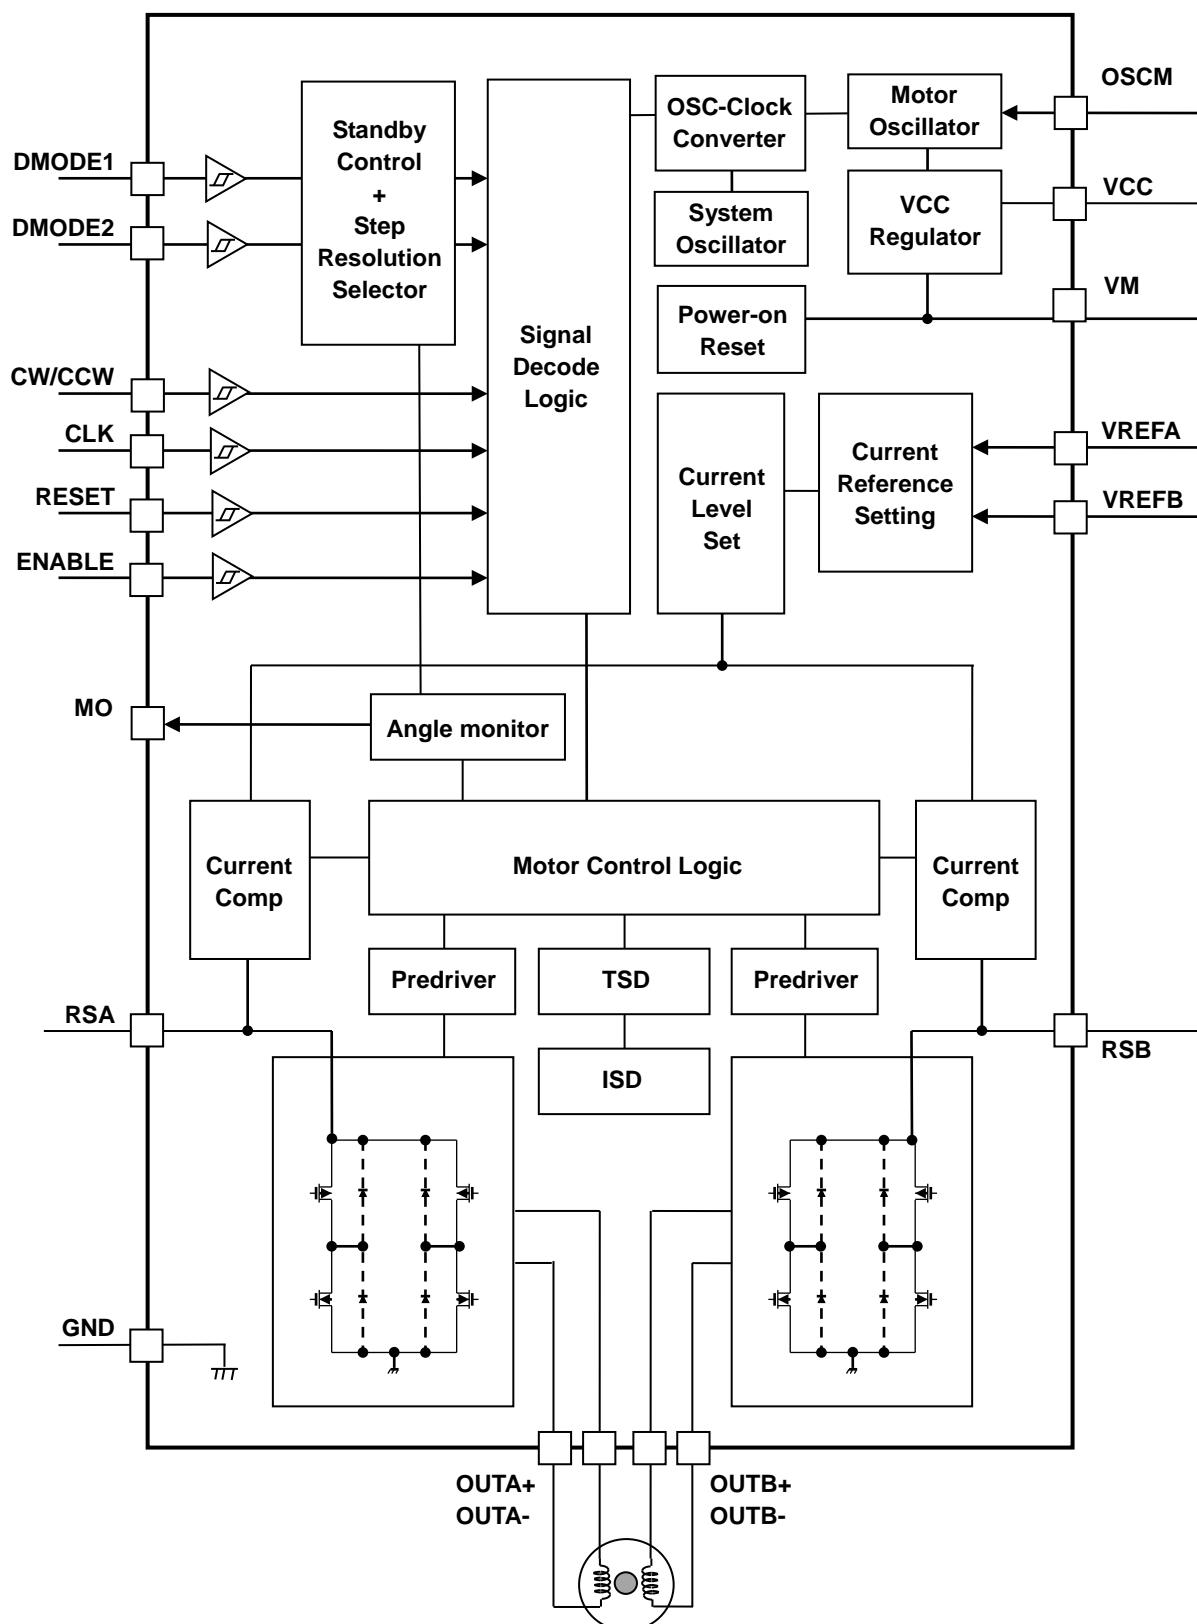 OSCM
Standby
Control
+
Step
Resolution
Selector
OSC-Clock
Converter
Motor
Oscillator
DMODE1
DMODE2
System
Oscillator
VCC
Regulator
VCC
VM
Power-on
Reset
Signal
Decode
Logic
CW/CCW
CLK
RESET
ENABLE
Current
Level
Set
Current
Reference
Setting
VREFA
VREFB
MO
Angle monitor
Current
Comp
Motor Control Logic
Current
Comp
Predriver
TSD
Predriver
RSA
RSB
ISD
GND
OUTA+
OUTA-
OUTB+
OUTB-